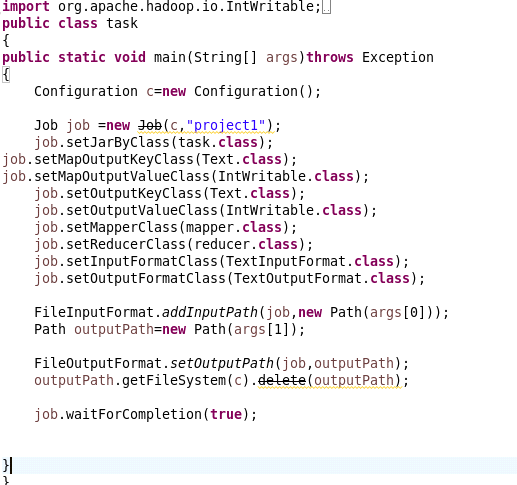 import org.apache.hadoop.io.IntWritable;
public class task
{
public static void main(String[] args)throws Exception
{
    Configuration c=new Configuration();

    Job job =new Job(c,"project1");
    job.setJarByClass(task.class);
job.setMapOutputKeyClass(Text.class);
job.setMapOutputValueClass(IntWritable.class);
    job.setOutputKeyClass(Text.class);
    job.setOutputValueClass(IntWritable.class);
    job.setMapperClass(mapper.class);
    job.setReducerClass(reducer.class);
    job.setInputFormatClass(TextInputFormat.class);
    job.setOutputFormatClass(TextOutputFormat.class);

    FileInputFormat.addInputPath(job,new Path(args[0]));
    Path outputPath=new Path(args[1]);

    FileOutputFormat.setOutputPath(job,outputPath);
    outputPath.getFileSystem(c).delete(outputPath);

    job.waitForCompletion(true);


}
}